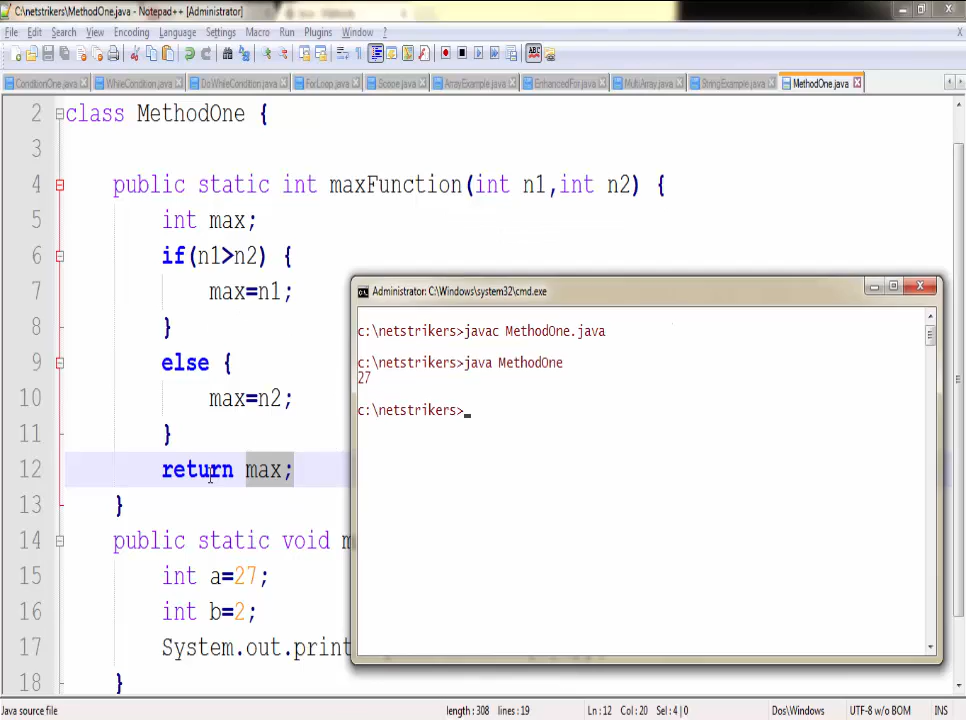 C:\netstrikers\MethodOne.java - Notepad++ [Administrator]
File Edit Search View Encoding Language Settings Macro Run Plugins Window ?
X
ConditionOne.java WhileCondition.java DoWhileCondition.java ForLoop.java Scope.java ArrayExample.java EnhancedFor.java MultiArray.java StringExample.java MethodOne.java
2 class MethodOne {
3
4 public static int maxFunction(int n1,int n2) {
5 int max;
6 if(n1>n2) {
7 max=n1;
8 }
9 else {
10 max=n2;
11 }
12 return max;
13 }
14 public static void m
15 int a=27;
16 int b=2;
17 System.out.print
18 }
Administrator: C:\Windows\system32\cmd.exe
c:\netstrikers>javac MethodOne.java
c:\netstrikers>java MethodOne
27
c:\netstrikers>_
Java source file length : 308 lines : 19 Ln : 12 Col : 20 Sel : 4 | 0 Dos\Windows UTF-8 w/o BOM INS